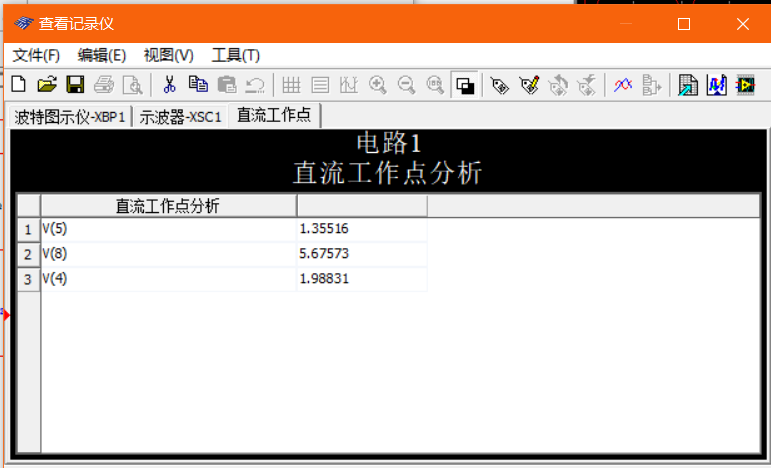 查看记录仪
文件(F) 编辑(E) 视图(V) 工具(T)
波特图示仪-XBP1 示波器-XSC1 直流工作点
电路1
直流工作点分析
直流工作点分析
1 V(5) 1.35516
2 V(8) 5.67573
3 V(4) 1.98831